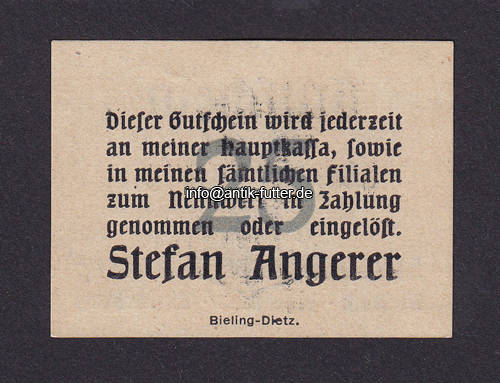 Dieser Gutschein wird jederzeit
an meiner Hauptkassa, sowie
in meinen sämtlichen Filialen
25
info@antik-futter.de
zum Nennwert in Zahlung
genommen oder eingelöst.
Stefan Angerer
Bieling-Dietz.